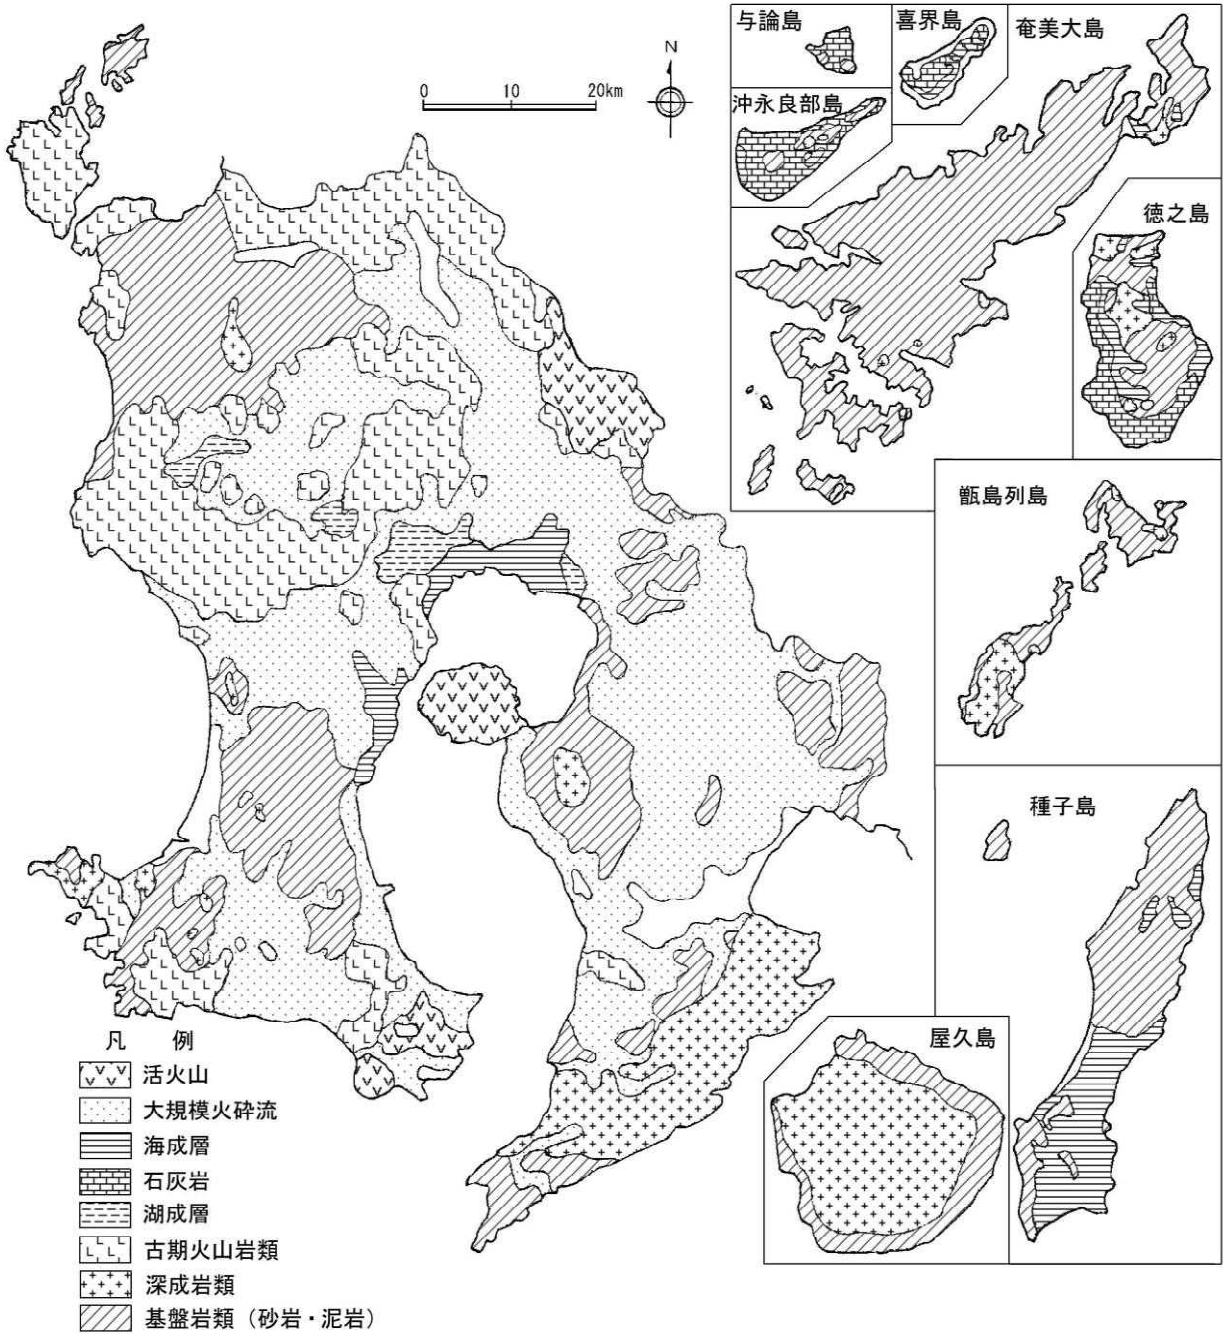 与論島
喜界島
奄美大島
N
0 10 20km
沖永良部島
徳之島
甑島列島
種子島
屋久島
凡 例
活火山
大規模火砕流
海成層
石灰岩
湖成層
古期火山岩類
深成岩類
基盤岩類（砂岩・泥岩）